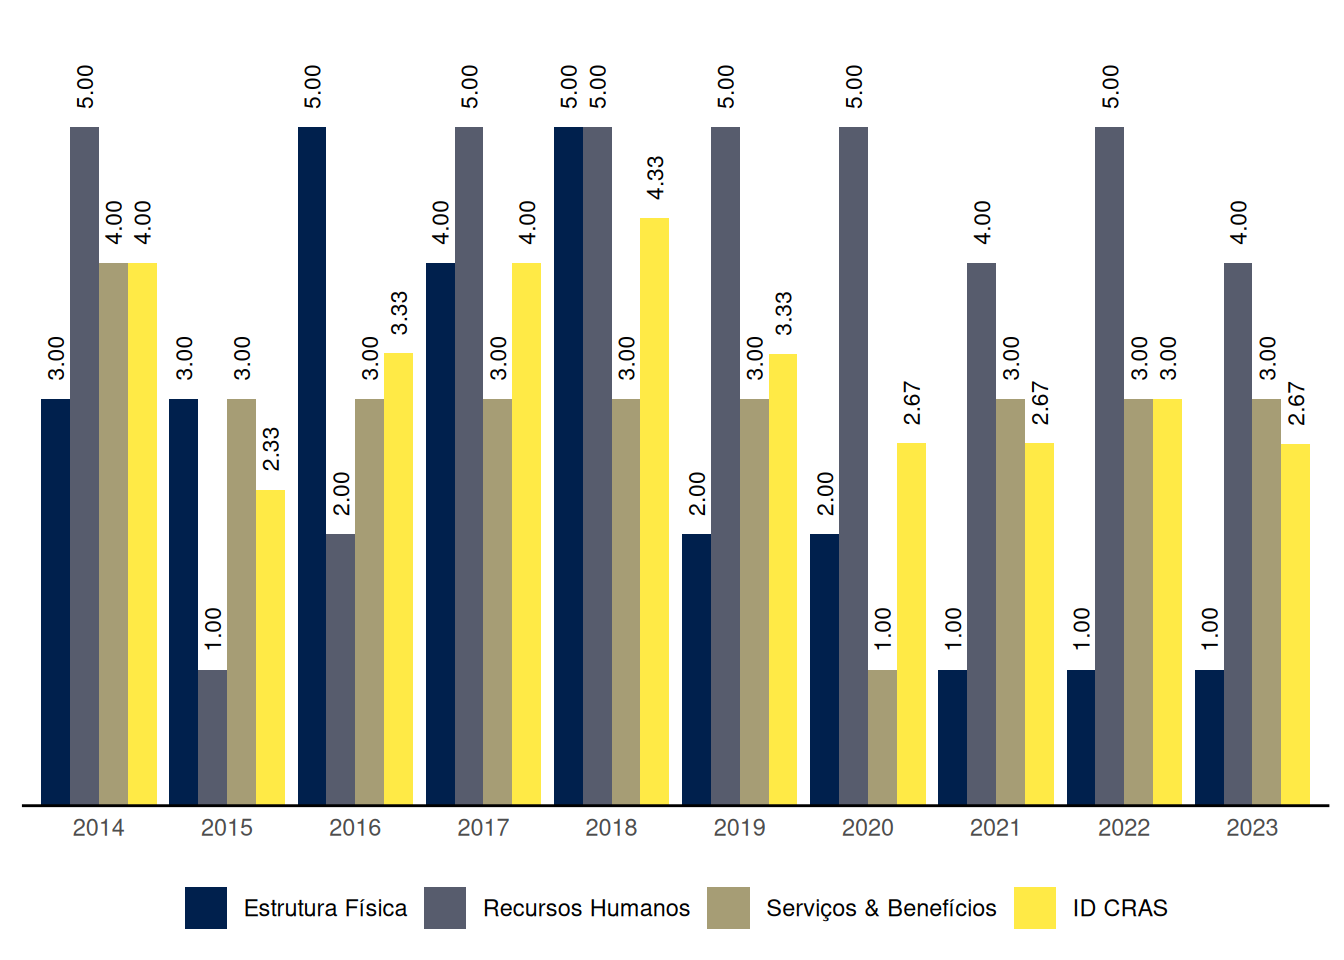 3.00 5.00 4.00 4.00
3.00 1.00 3.00 2.33
5.00 2.00 3.00 3.33
4.00 5.00 3.00 4.00
5.00 5.00 3.00 4.33
2.00 5.00 3.00 3.33
2.00 5.00 1.00 2.67
1.00 4.00 3.00 2.67
1.00 5.00 3.00 3.00
1.00 4.00 3.00 2.67
2014 2015 2016 2017 2018 2019 2020 2021 2022 2023
Estrutura Física Recursos Humanos Serviços & Benefícios ID CRAS